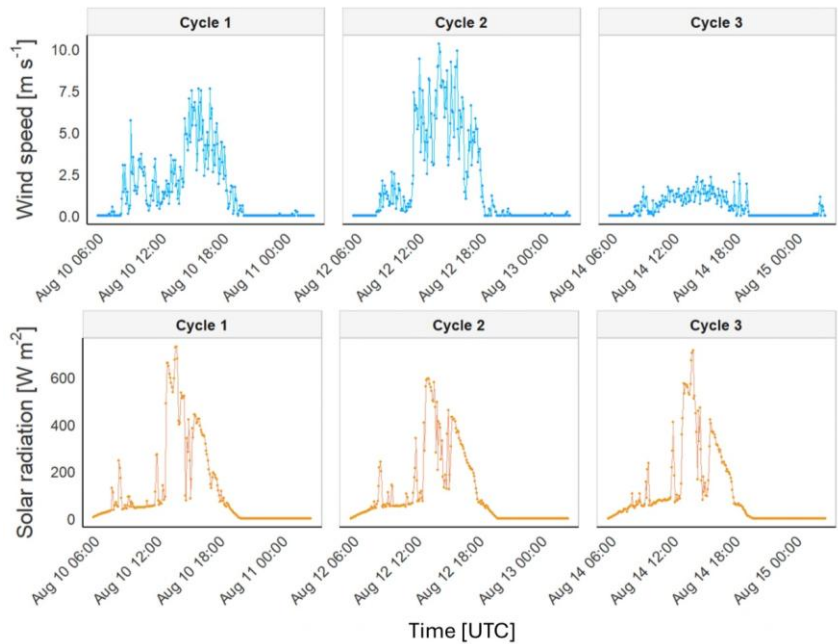 Cycle 1 Cycle 2 Cycle 3
Wind speed [m s⁻¹]
10.0
7.5
5.0
2.5
0.0
Aug 10 06:00 Aug 10 12:00 Aug 10 18:00 Aug 11 00:00 Aug 12 06:00 Aug 12 12:00 Aug 12 18:00 Aug 13 00:00 Aug 14 06:00 Aug 14 12:00 Aug 14 18:00 Aug 15 00:00
Cycle 1 Cycle 2 Cycle 3
Solar radiation [W m⁻²]
600
400
200
0
Aug 10 06:00 Aug 10 12:00 Aug 10 18:00 Aug 11 00:00 Aug 12 06:00 Aug 12 12:00 Aug 12 18:00 Aug 13 00:00 Aug 14 06:00 Aug 14 12:00 Aug 14 18:00 Aug 15 00:00
Time [UTC]